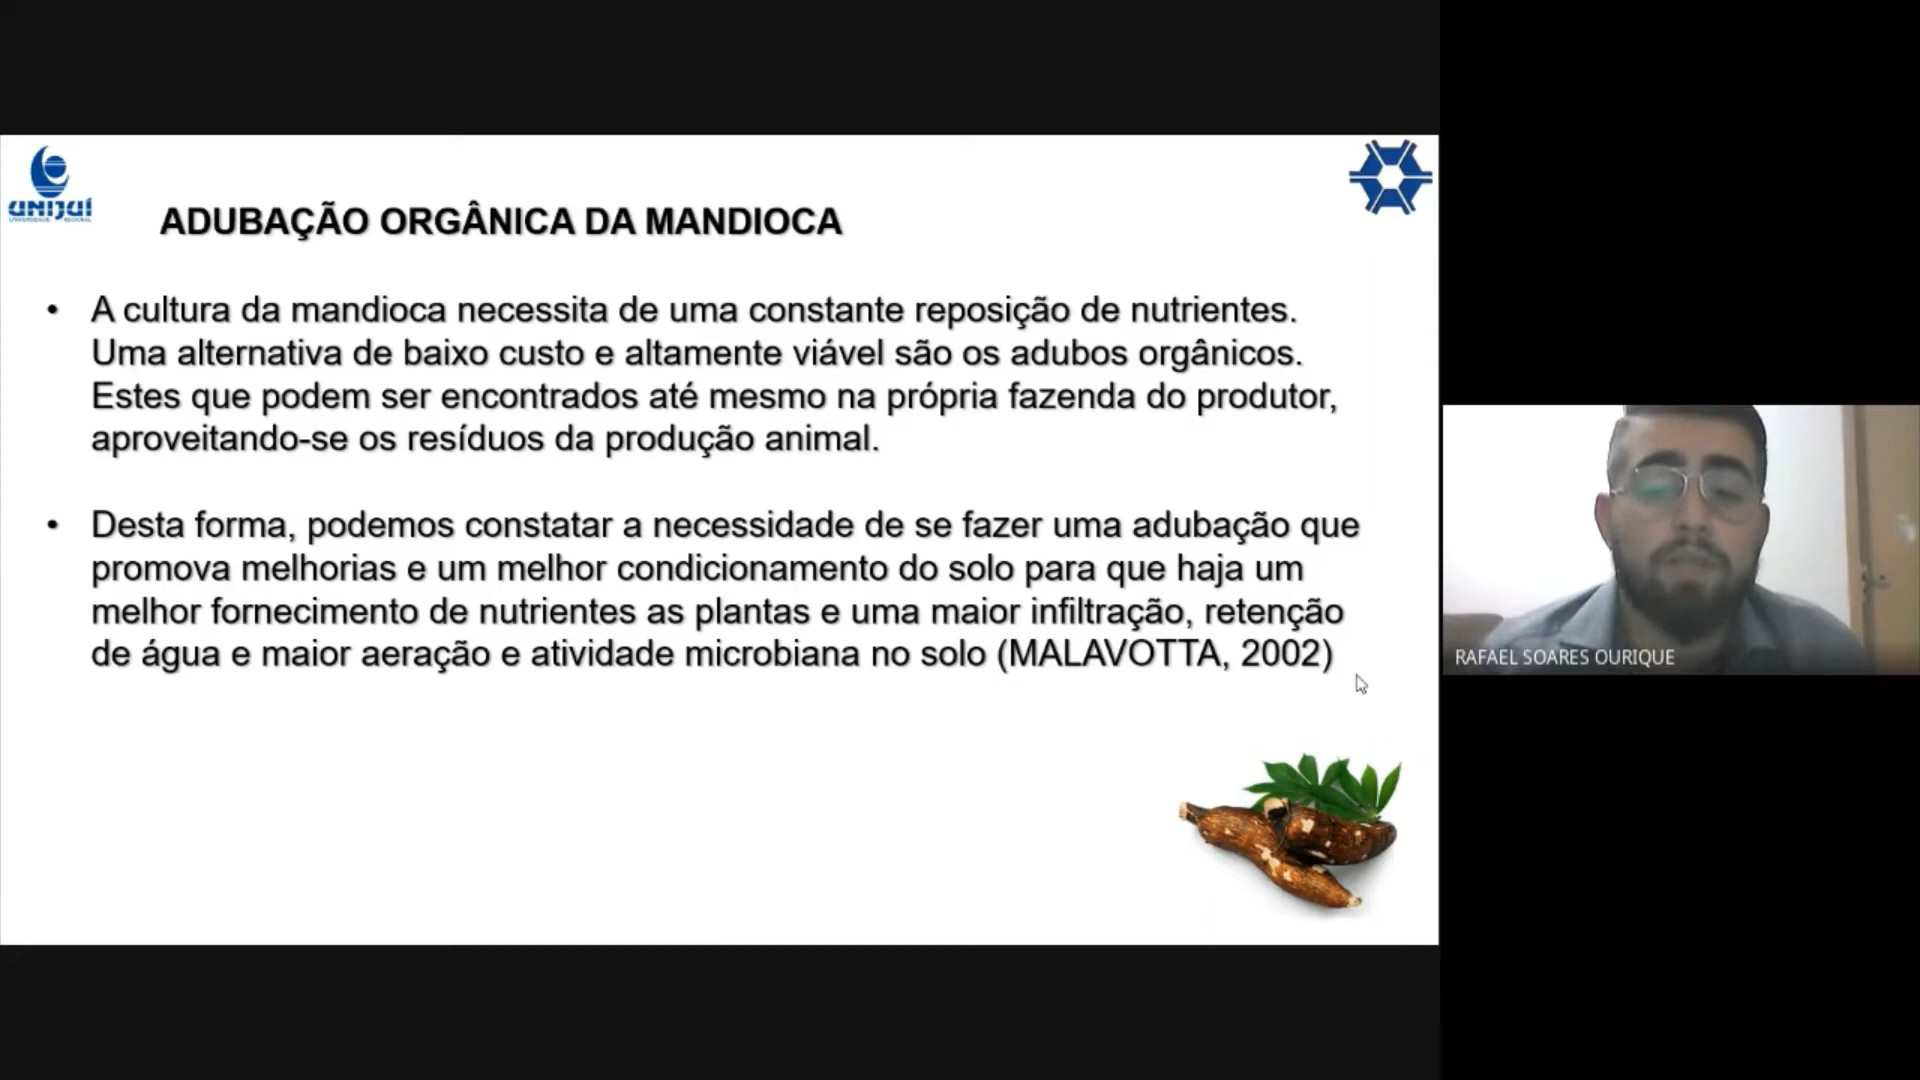 UNIJUÍ
ADUBAÇÃO ORGÂNICA DA MANDIOCA
• A cultura da mandioca necessita de uma constante reposição de nutrientes.
Uma alternativa de baixo custo e altamente viável são os adubos orgânicos.
Estes que podem ser encontrados até mesmo na própria fazenda do produtor,
aproveitando-se os resíduos da produção animal.
• Desta forma, podemos constatar a necessidade de se fazer uma adubação que
promova melhorias e um melhor condicionamento do solo para que haja um
melhor fornecimento de nutrientes as plantas e uma maior infiltração, retenção
de água e maior aeração e atividade microbiana no solo (MALAVOTTA, 2002)
RAFAEL SOARES OURIQUE